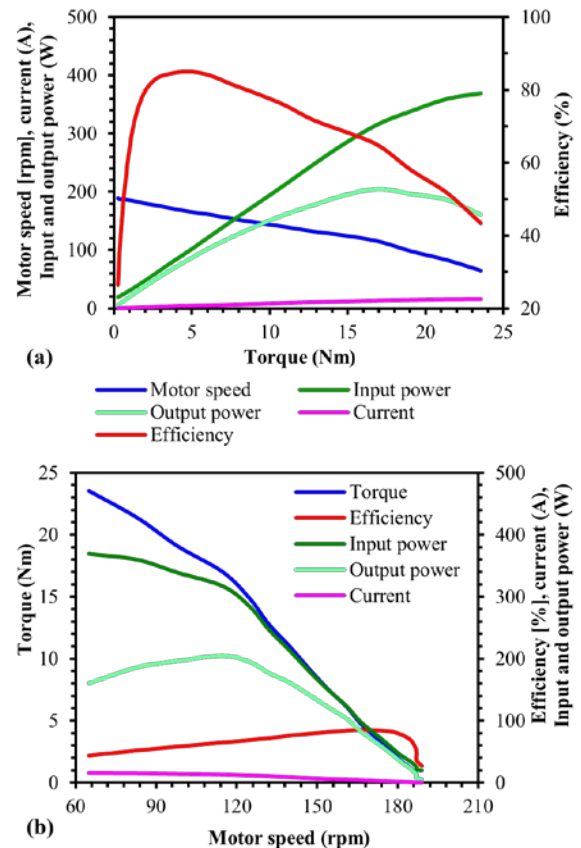 Motor speed [rpm], current (A),
Input and output power (W)
500
400
300
200
100
0
100
80
60
40
20
Efficiency (%)
0 5 10 15 20 25
(a)
Torque (Nm)
Motor speed
Input power
Output power
Current
Efficiency
Torque (Nm)
25
20
15
10
5
0
Torque
Efficiency
Input power
Output power
Current
500
400
300
200
100
0
Efficiency [%], current (A),
Input and output power (W)
60 90 120 150 180 210
(b)
Motor speed (rpm)